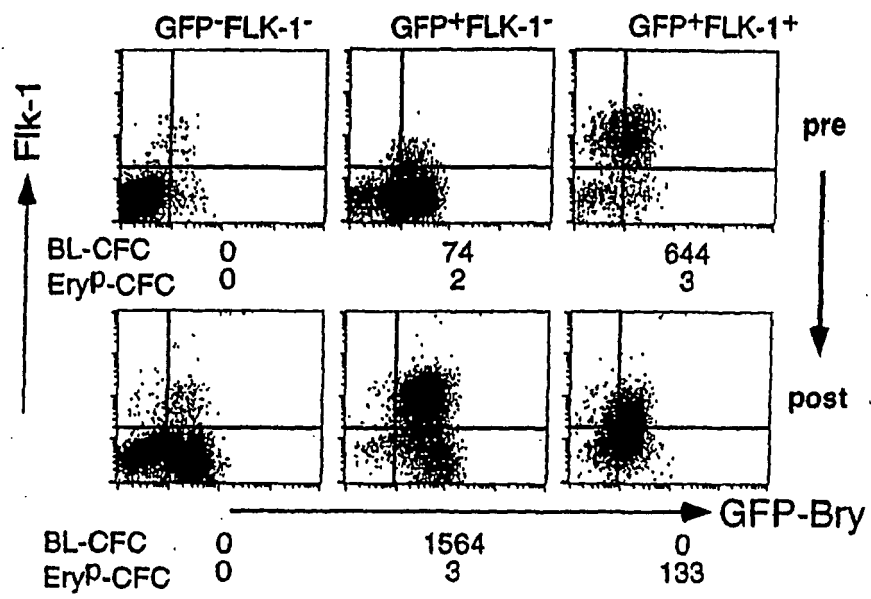 GFP-FLK-1- GFP+FLK-1- GFP+FLK-1+
Flk-1
pre
BL-CFC 0 74 644
Eryp-CFC 0 2 3
post
GFP-Bry
BL-CFC 0 1564 0
Eryp-CFC 0 3 133